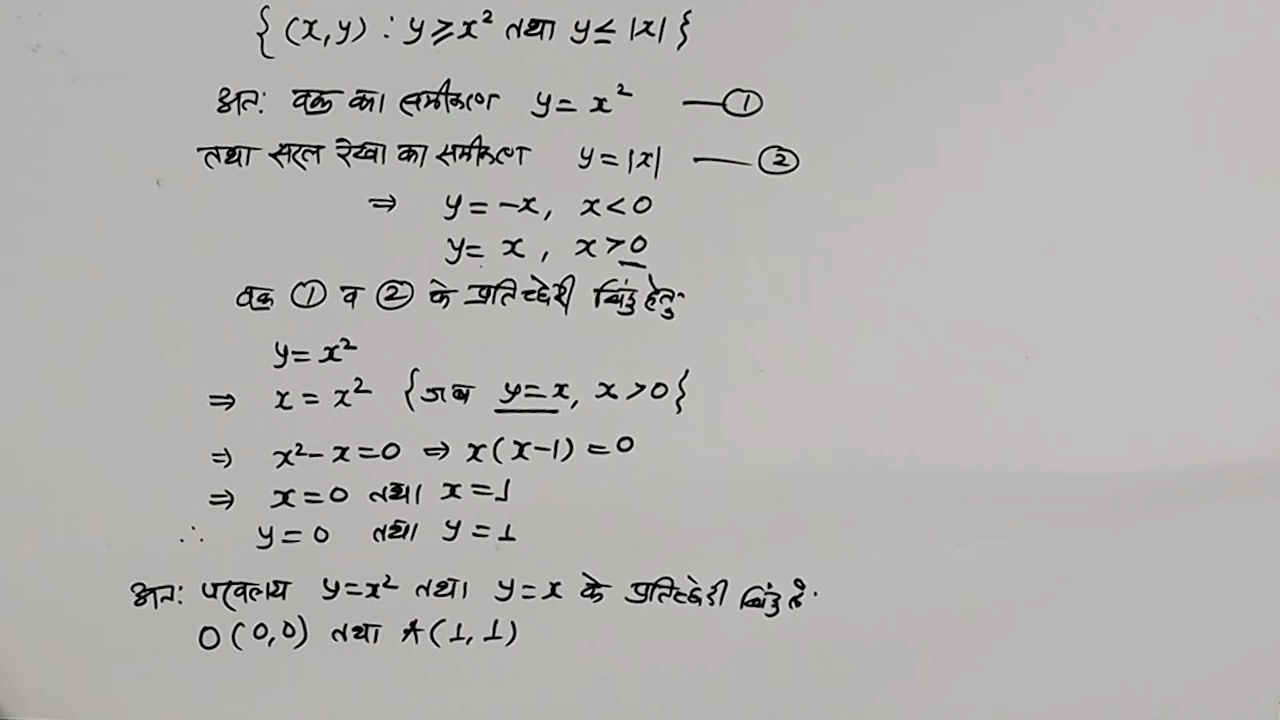 {(x,y) : y ≥ x² तथा y ≤ |x|}
अतः वक्र का समीकरण y = x² —①
तथा सरल रेखा का समीकरण y = |x| —②
⇒ y = -x, x < 0
y = x, x > 0
वक्र ① व ② के प्रतिच्छेदी बिंदु हेतु-
y = x²
⇒ x = x² {जब y = x, x > 0}
⇒ x² - x = 0 ⇒ x(x-1) = 0
⇒ x = 0 तथा x = 1
∴ y = 0 तथा y = 1
अतः परवलय y = x² तथा y = x के प्रतिच्छेदी बिंदु है.
O(0,0) तथा A(1,1)